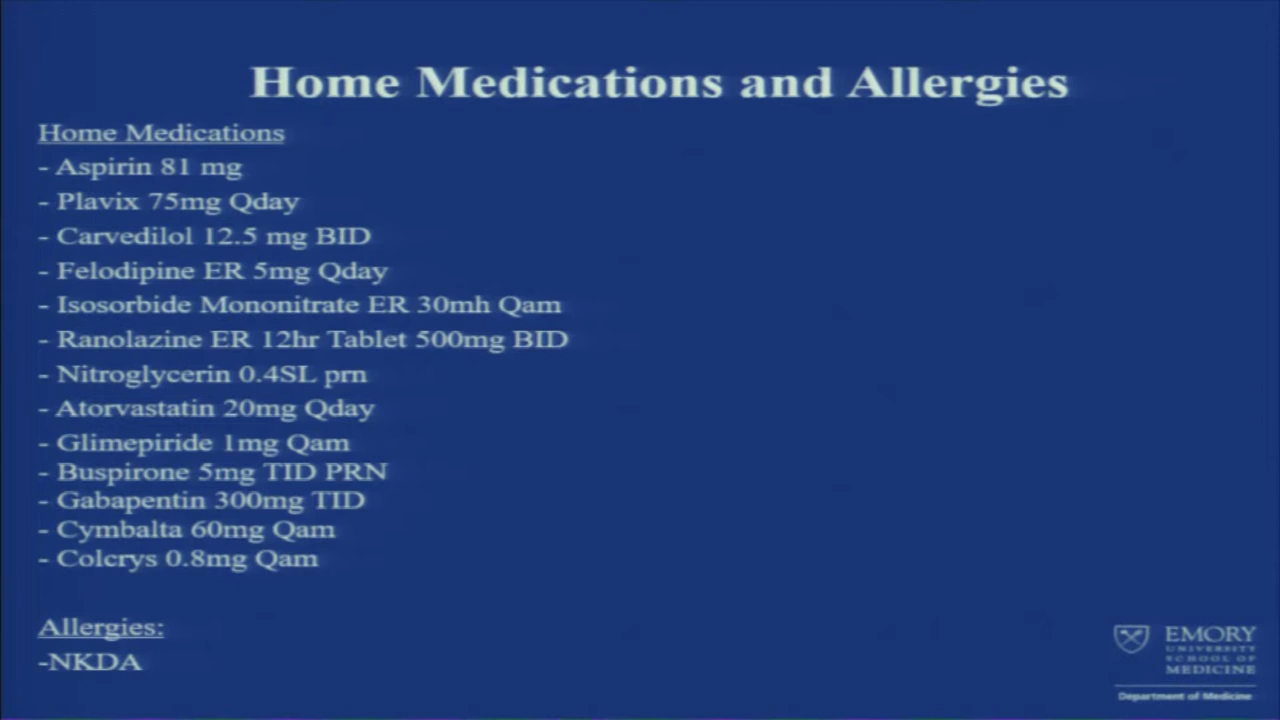 Home Medications and Allergies
Home Medications
- Aspirin 81 mg
- Plavix 75mg Qday
- Carvedilol 12.5 mg BID
- Felodipine ER 5mg Qday
- Isosorbide Mononitrate ER 30mh Qam
- Ranolazine ER 12hr Tablet 500mg BID
- Nitroglycerin 0.4SL prn
- Atorvastatin 20mg Qday
- Glimepiride 1mg Qam
- Buspirone 5mg TID PRN
- Gabapentin 300mg TID
- Cymbalta 60mg Qam
- Colcrys 0.8mg Qam
Allergies:
-NKDA
EMORY
UNIVERSITY
SCHOOL OF
MEDICINE
Department of Medicine